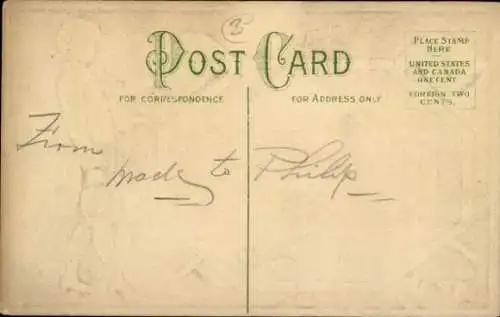 3
POST CARD
FOR CORRESPONDENCE
FOR ADDRESS ONLY
PLACE STAMP
HERE
UNITED STATES
AND CANADA
ONE CENT
FOREIGN, TWO
CENTS.
From
to Philip